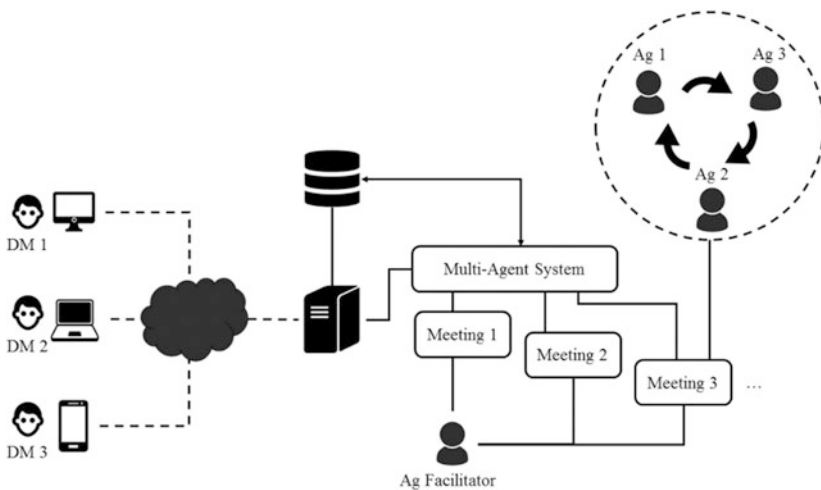 Ag 1
Ag 3
Ag 2
DM 1
Multi-Agent System
DM 2
Meeting 1
Meeting 2
Meeting 3
...
DM 3
Ag Facilitator